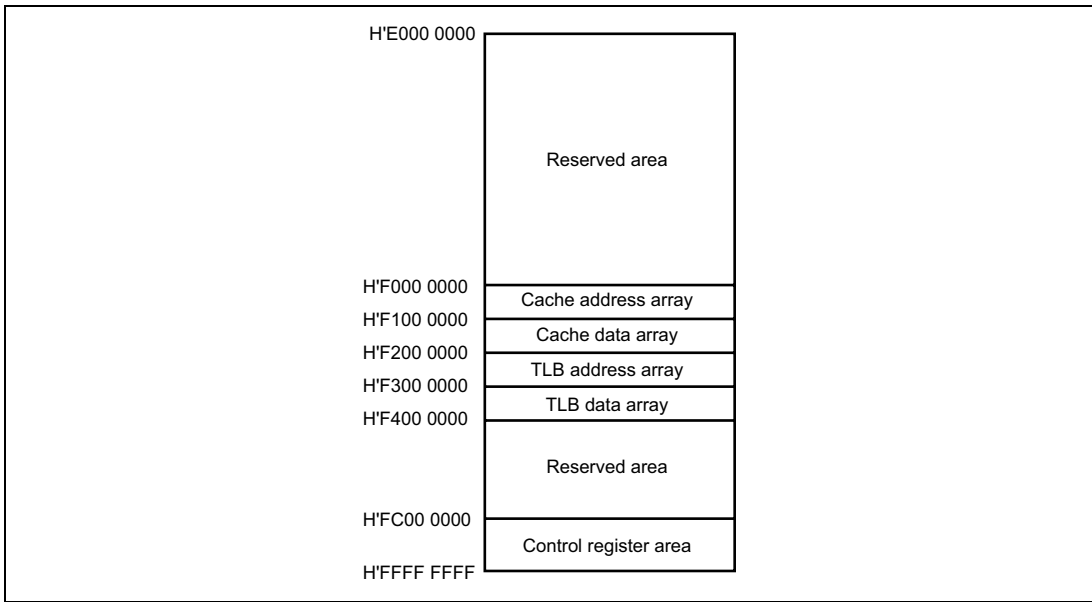 H'E000 0000
Reserved area
H'F000 0000
Cache address array
H'F100 0000
Cache data array
H'F200 0000
TLB address array
H'F300 0000
TLB data array
H'F400 0000
Reserved area
H'FC00 0000
Control register area
H'FFFF FFFF